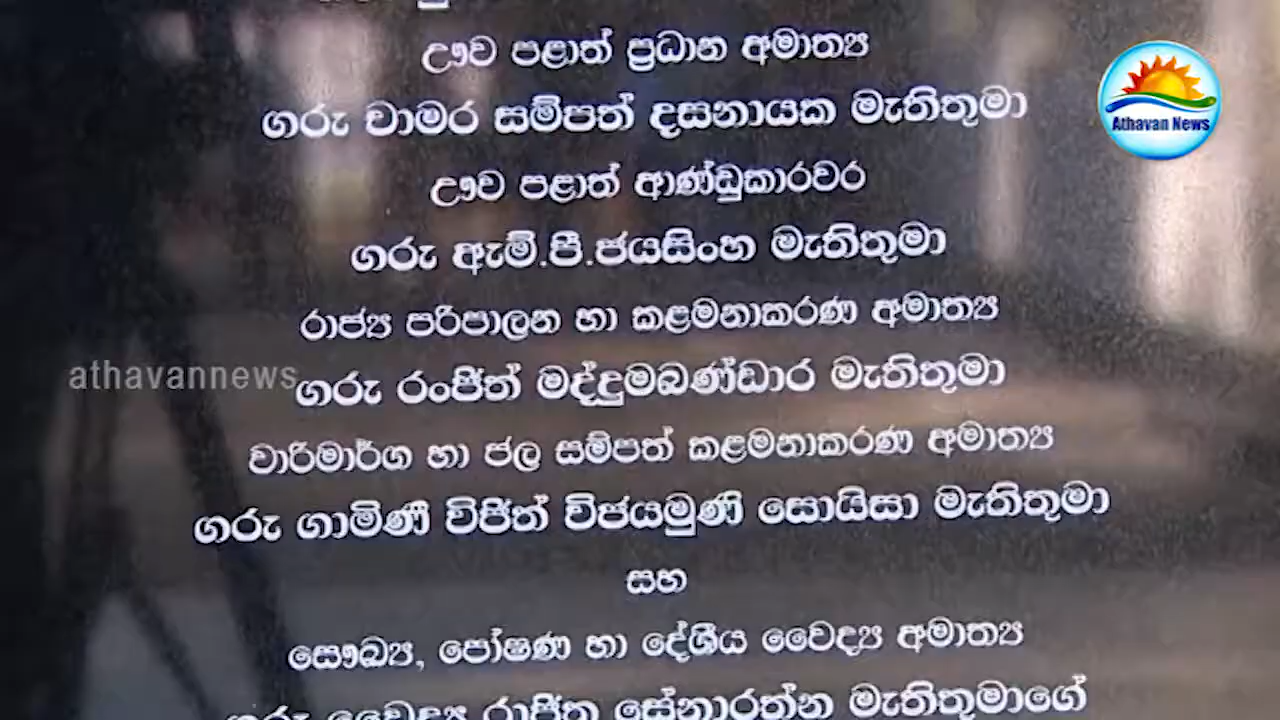 ඌව පළාත් ප්‍රධාන අමාත්‍ය
ගරු චාමර සම්පත් දසනායක මැතිතුමා
ඌව පළාත් ආණ්ඩුකාරවර
ගරු ඇම්.පී.ජයසිංහ මැතිතුමා
රාජ්‍ය පරිපාලන හා කළමනාකරණ අමාත්‍ය
ගරු රංජිත් මද්දුමබණ්ඩාර මැතිතුමා
වාරිමාර්ග හා ජල සම්පත් කළමනාකරණ අමාත්‍ය
ගරු ගාමිණී විජිත් විජයමුණි සොයිසා මැතිතුමා
සහ
සෞඛ්‍ය, පෝෂණ හා දේශීය වෛද්‍ය අමාත්‍ය
ගරු වෛද්‍ය රාජිත සේනාරත්න මැතිතුමාගේ
Athavan News
athavannews